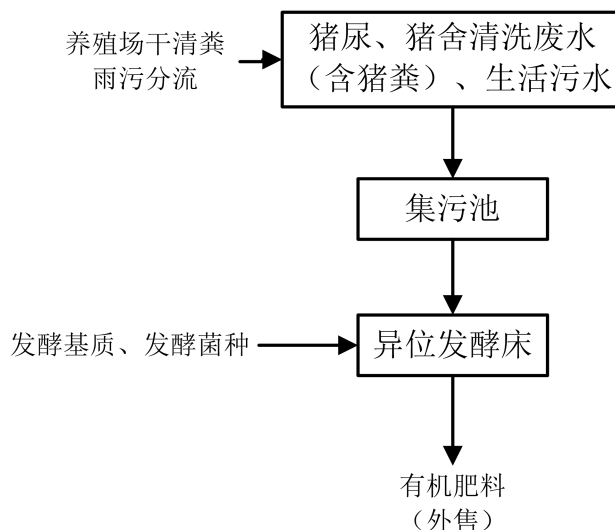 养殖场干清粪
雨污分流
猪尿、猪舍清洗废水
（含猪粪）、生活污水
集污池
发酵基质、发酵菌种
异位发酵床
有机肥料
（外售）